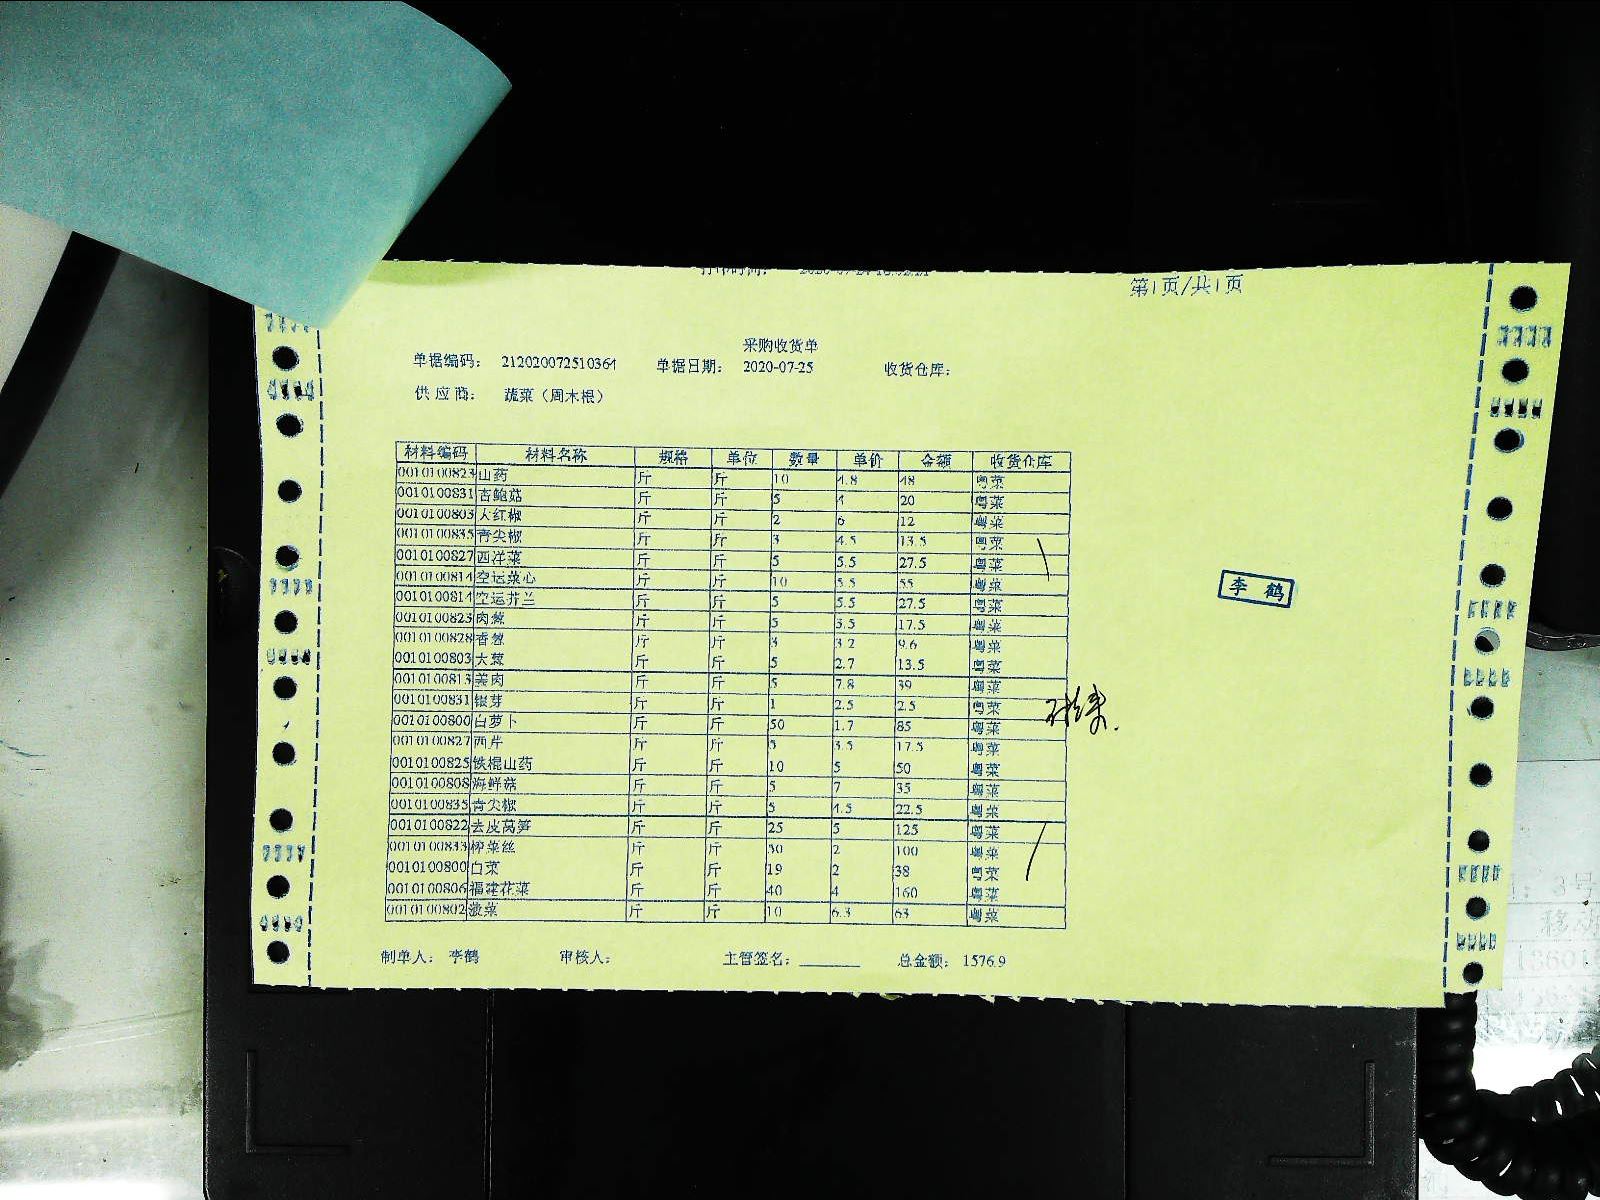 第1页/共1页
采购收货单
单据编码： 212020072510364 单据日期： 2020-07-25 收货仓库：
供 应 商： 蔬菜（周木根）
材料编码 材料名称 规格 单位 数量 单价 金额 收货仓库
0010100823 山药 斤 斤 10 4.8 48 粤菜
0010100831 杏鲍菇 斤 斤 5 4 20 粤菜
0010100803 大红椒 斤 斤 2 6 12 粤菜
0010100835 青尖椒 斤 斤 3 4.5 13.5 粤菜
0010100827 西洋菜 斤 斤 5 5.5 27.5 粤菜
0010100814 空运菜心 斤 斤 10 5.5 55 粤菜
0010100814 空运芥兰 斤 斤 5 5.5 27.5 粤菜
0010100823 肉葱 斤 斤 5 3.5 17.5 粤菜
0010100828 香葱 斤 斤 3 3.2 9.6 粤菜
0010100803 大葱 斤 斤 5 2.7 13.5 粤菜
0010100813 姜肉 斤 斤 5 7.8 39 粤菜
0010100831 银芽 斤 斤 1 2.5 2.5 粤菜
0010100800 白萝卜 斤 斤 50 1.7 85 粤菜
0010100827 西芹 斤 斤 5 3.5 17.5 粤菜
0010100825 铁棍山药 斤 斤 10 5 50 粤菜
0010100808 海鲜菇 斤 斤 5 7 35 粤菜
0010100835 青尖椒 斤 斤 5 4.5 22.5 粤菜
0010100822 去皮莴笋 斤 斤 25 5 125 粤菜
0010100833 榨菜丝 斤 斤 50 2 100 粤菜
0010100800 白菜 斤 斤 19 2 38 粤菜
0010100806 福建花菜 斤 斤 40 4 160 粤菜
0010100802 菠菜 斤 斤 10 6.3 63 粤菜
李鹤
制单人： 李鹤 审核人： 主管签名： 总金额： 1576.9